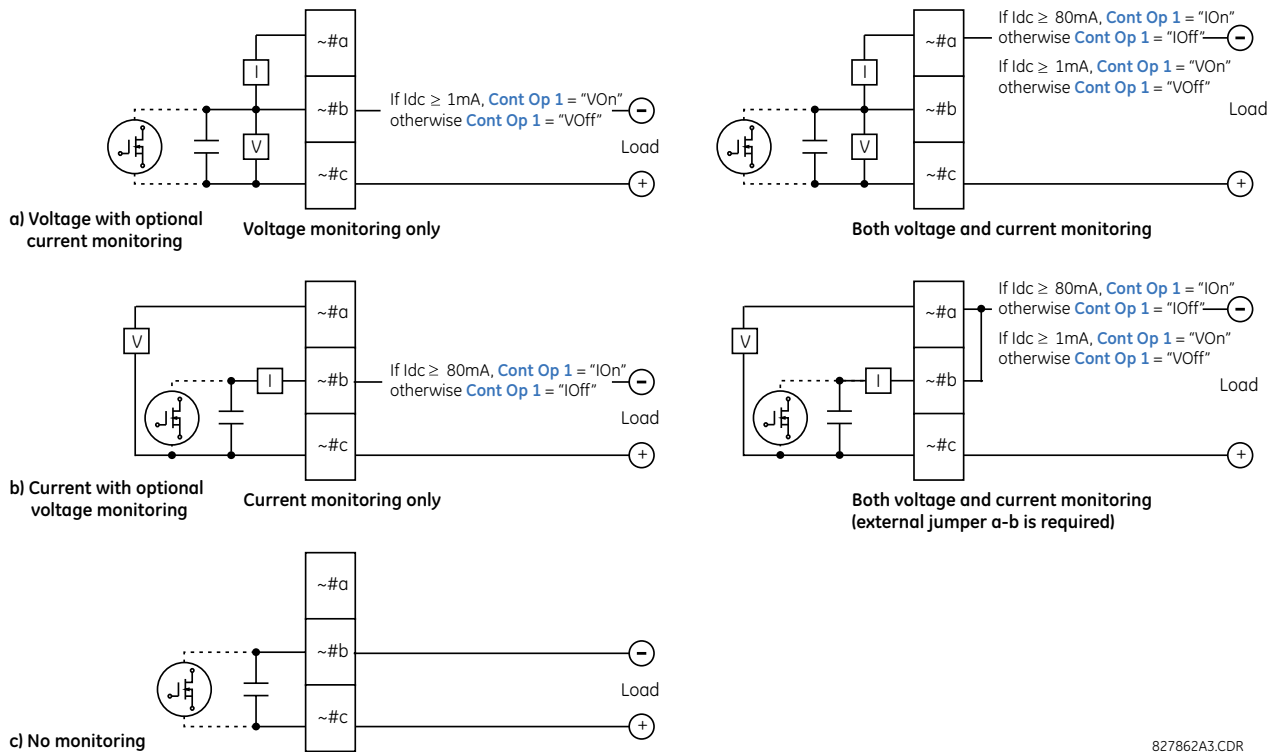 ~#a
I
~#b
If Idc ≥ 1mA, Cont Op 1 = “VOn”
otherwise Cont Op 1 = “VOff”
−
V
Load
~#c
+
a) Voltage with optional
current monitoring
Voltage monitoring only
~#a
If Idc ≥ 80mA, Cont Op 1 = “IOn”
otherwise Cont Op 1 = “IOff”
−
I
If Idc ≥ 1mA, Cont Op 1 = “VOn”
otherwise Cont Op 1 = “VOff”
~#b
Load
V
~#c
+
Both voltage and current monitoring
~#a
V
I
~#b
If Idc ≥ 80mA, Cont Op 1 = “IOn”
otherwise Cont Op 1 = “IOff”
−
Load
~#c
+
b) Current with optional
voltage monitoring
Current monitoring only
~#a
If Idc ≥ 80mA, Cont Op 1 = “IOn”
otherwise Cont Op 1 = “IOff”
−
V
If Idc ≥ 1mA, Cont Op 1 = “VOn”
otherwise Cont Op 1 = “VOff”
I
~#b
Load
~#c
+
Both voltage and current monitoring
(external jumper a-b is required)
~#a
~#b
−
Load
~#c
+
c) No monitoring
827862A3.CDR